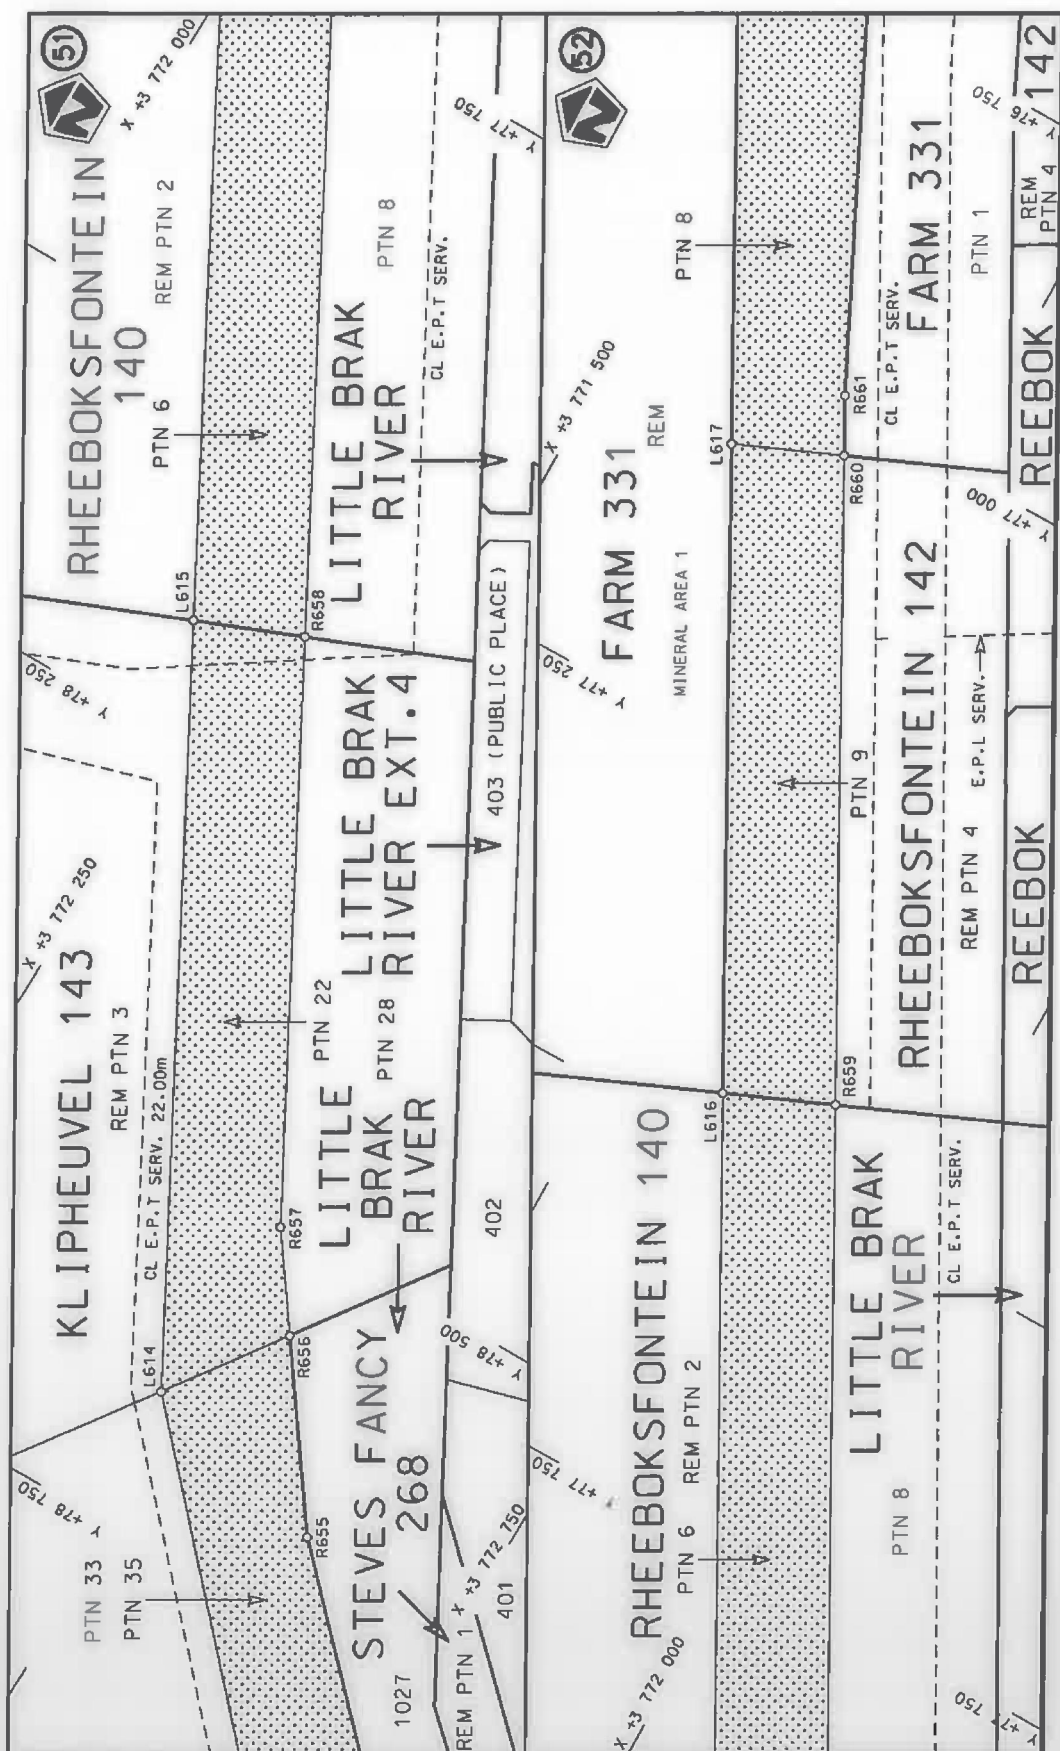 51
X +3 772 000
RHEEBOKSFONTEIN
140
REM PTN 2
PTN 6
L615
R658
LITTLE BRAK
RIVER
PTN 8
CL E.P.T SERV.
Y +77 750
Y +78 250
KLIPHEUVEL 143
X +3 772 250
REM PTN 3
CL E.P.T SERV. 22.00m
L614
PTN 22
LITTLE BRAK
RIVER EXT.4
403 (PUBLIC PLACE)
LITTLE
BRAK
RIVER
PTN 28
R657
R656
R655
402
Y +78 500
Y +78 750
PTN 33
PTN 35
STEVES FANCY
268
1027
REM PTN 1
X +3 772 750
401
52
X +3 771 500
FARM 331
REM
MINERAL AREA 1
PTN 8
L617
Y +77 250
R661
R660
CL E.P.T SERV.
FARM 331
PTN 1
Y +76 750
REM
PTN 4
142
REEBOK
Y +77 000
PTN 9
RHEEBOKSFONTEIN 142
REM PTN 4
E.P.L SERV.
REEBOK
L616
R659
RHEEBOKSFONTEIN 140
PTN 6
REM PTN 2
Y +77 750
X +3 772 000
LITTLE BRAK
RIVER
PTN 8
CL E.P.T SERV.
Y +77 750